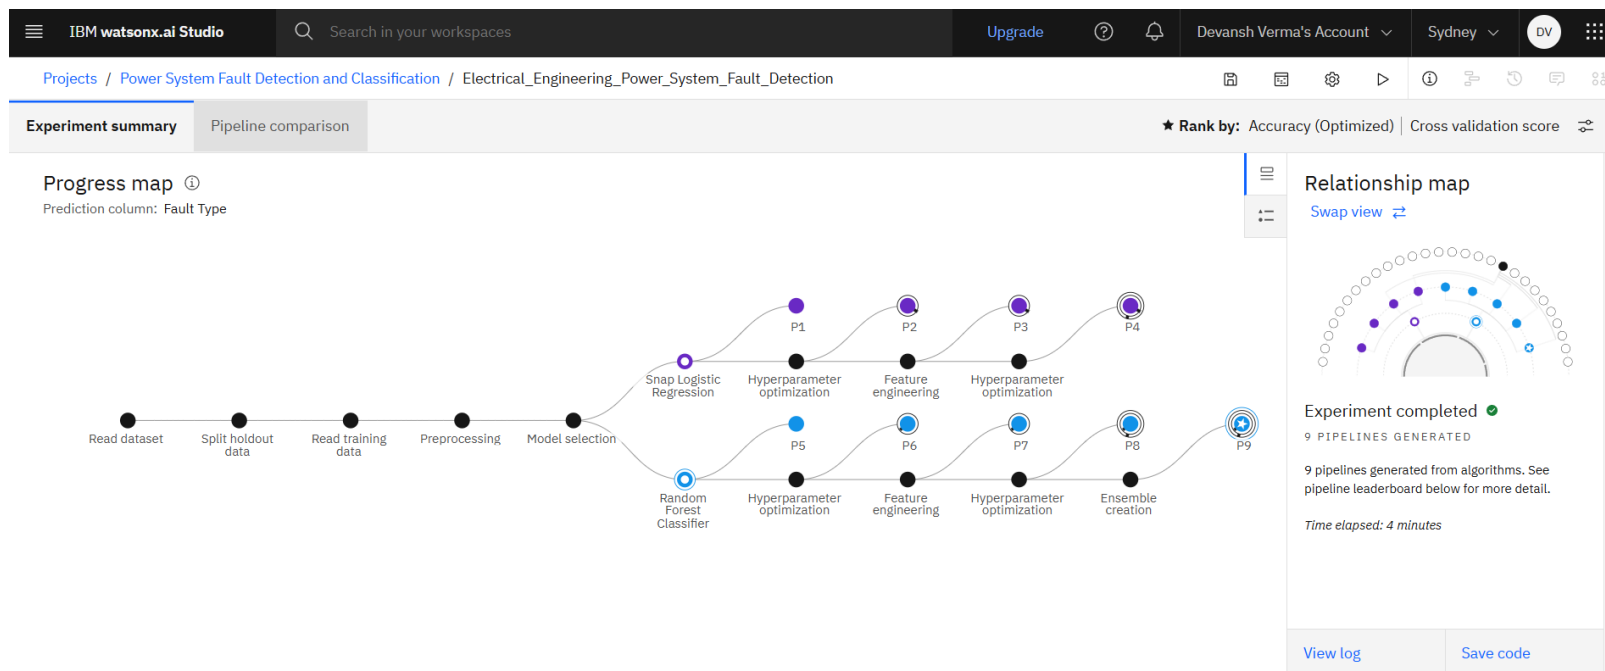 IBM watsonx.ai Studio
Search in your workspaces
Upgrade
Devansh Verma's Account
Sydney
DV
Projects / Power System Fault Detection and Classification / Electrical_Engineering_Power_System_Fault_Detection
Experiment summary
Pipeline comparison
Rank by: Accuracy (Optimized) | Cross validation score
Progress map
Prediction column: Fault Type
P1
P2
P3
P4
Snap Logistic
Regression
Hyperparameter
optimization
Feature
engineering
Hyperparameter
optimization
Read dataset
Split holdout
data
Read training
data
Preprocessing
Model selection
P5
P6
P7
P8
P9
Random
Forest
Classifier
Hyperparameter
optimization
Feature
engineering
Hyperparameter
optimization
Ensemble
creation
Relationship map
Swap view
Experiment completed
9 PIPELINES GENERATED
9 pipelines generated from algorithms. See
pipeline leaderboard below for more detail.
Time elapsed: 4 minutes
View log
Save code